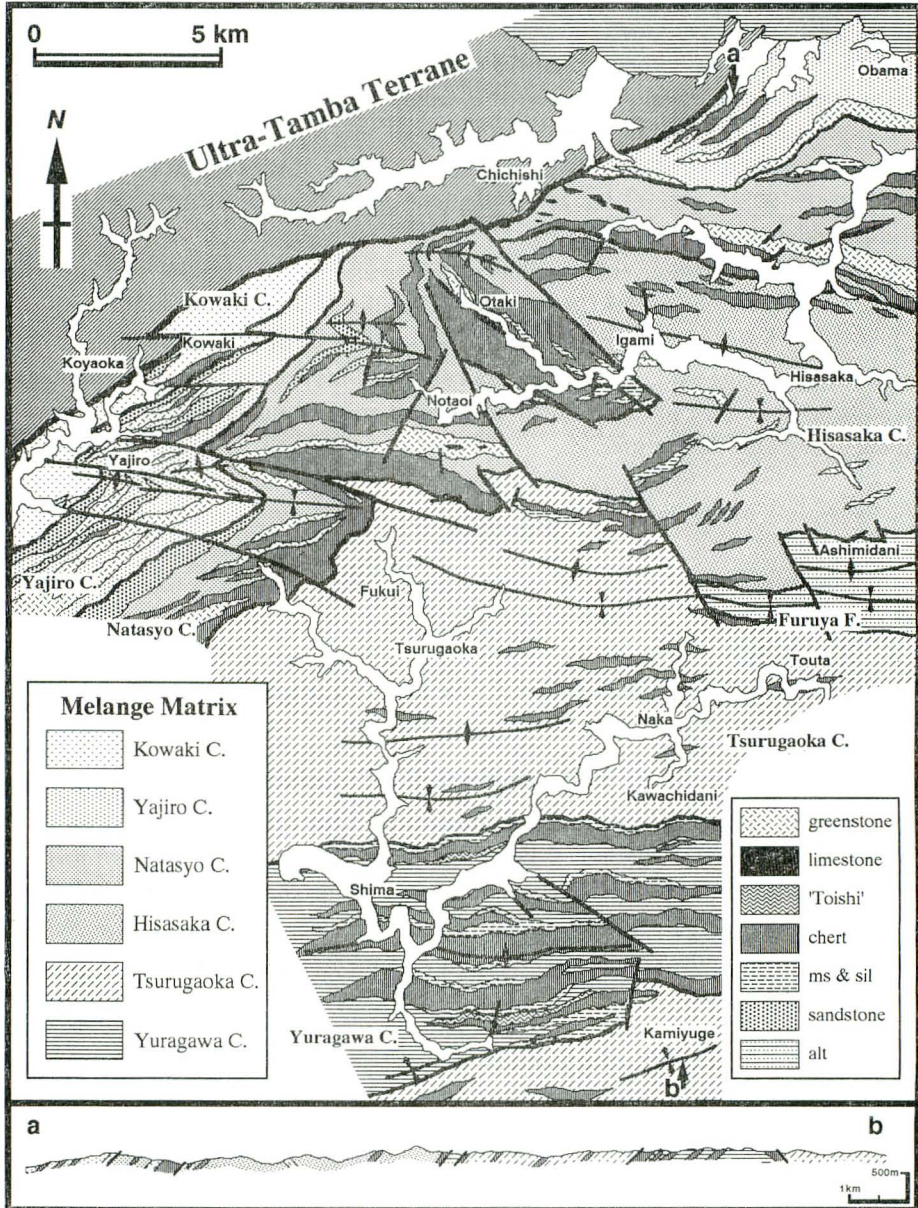 0 5 km
N
Ultra-Tamba Terrane
a
Obama
Chichishi
Kowaki C.
Kowaki
Koyaoka
Otaki
Igami
Hisasaka
Notaoi
Hisasaka C.
Yajiro
Ashimidani
Yajiro C.
Fukui
Natasyo C.
Furuya F.
Tsurugaoka
Touta
Naka
Tsurugaoka C.
Kawachidani
Shima
Yuragawa C.
Kamiyuge
b
Melange Matrix
Kowaki C.
Yajiro C.
Natasyo C.
Hisasaka C.
Tsurugaoka C.
Yuragawa C.
greenstone
limestone
'Toishi'
chert
ms & sil
sandstone
alt
a b
500m
1km